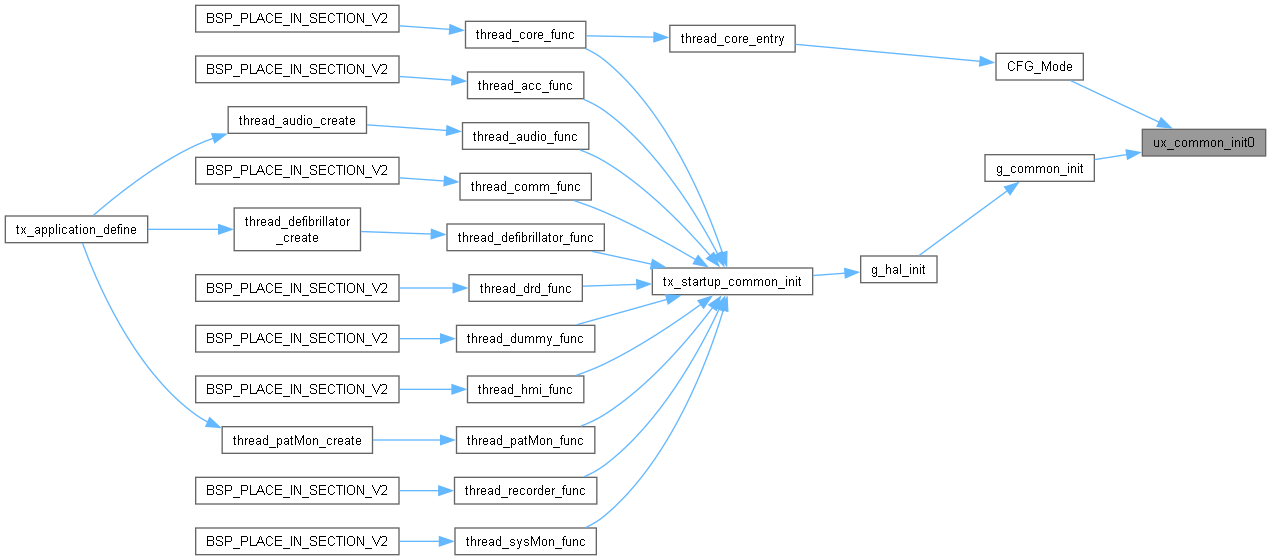 BSP_PLACE_IN_SECTION_V2
thread_core_func
thread_core_entry
CFG_Mode
BSP_PLACE_IN_SECTION_V2
thread_acc_func
thread_audio_create
thread_audio_func
ux_common_init0
BSP_PLACE_IN_SECTION_V2
thread_comm_func
g_common_init
tx_application_define
thread_defibrillator
_create
thread_defibrillator_func
g_hal_init
tx_startup_common_init
BSP_PLACE_IN_SECTION_V2
thread_drd_func
BSP_PLACE_IN_SECTION_V2
thread_dummy_func
BSP_PLACE_IN_SECTION_V2
thread_hmi_func
thread_patMon_create
thread_patMon_func
BSP_PLACE_IN_SECTION_V2
thread_recorder_func
BSP_PLACE_IN_SECTION_V2
thread_sysMon_func